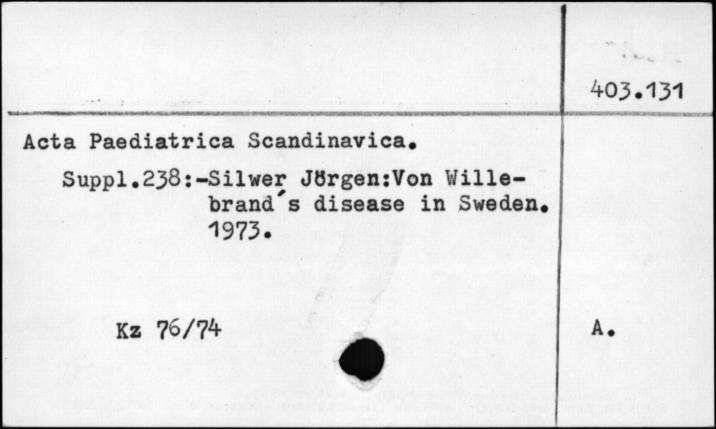 403.131
Acta Paediatrica Scandinavica.
Suppl.238:-Silwer Jörgen:Von Wille-
brand´s disease in Sweden.
1973.
Kz 76/74
A.